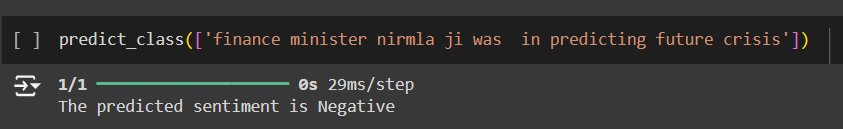 [ ] predict_class(['finance minister nirmla ji was  in predicting future crisis'])
1/1 ━━━━━━━━━━━━━━━━━━━━ 0s 29ms/step
The predicted sentiment is Negative